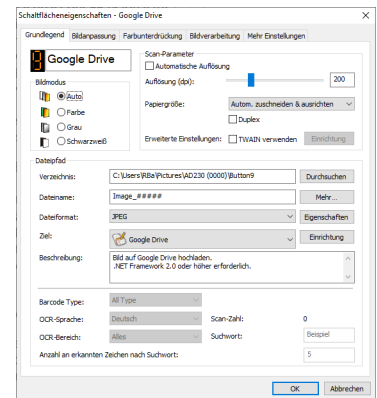 Schaltflächeneigenschaften - Google Drive
Grundlegend Bildanpassung Farbunterdrückung Bildverarbeitung Mehr Einstellungen
9 Google Drive
Scan-Parameter
Automatische Auflösung
Auflösung (dpi): 200
Bildmodus
Auto
Farbe
Grau
Schwarzweiß
Papiergröße: Autom. zuschneiden & ausrichten
Duplex
Erweiterte Einstellungen: TWAIN verwenden Einrichtung
Dateipfad
Verzeichnis: C:\Users\RBa\Pictures\AD230 (0000)\Button9 Durchsuchen
Dateiname: Image_##### Mehr...
Dateiformat: JPEG Eigenschaften
Ziel: Google Drive Einrichtung
Beschreibung: Bild auf Google Drive hochladen.
.NET Framework 2.0 oder höher erforderlich.
Barcode Type: All Type
OCR-Sprache: Deutsch Scan-Zahl: 0
OCR-Bereich: Alles Suchwort: Beispiel
Anzahl an erkannten Zeichen nach Suchwort: 5
OK Abbrechen